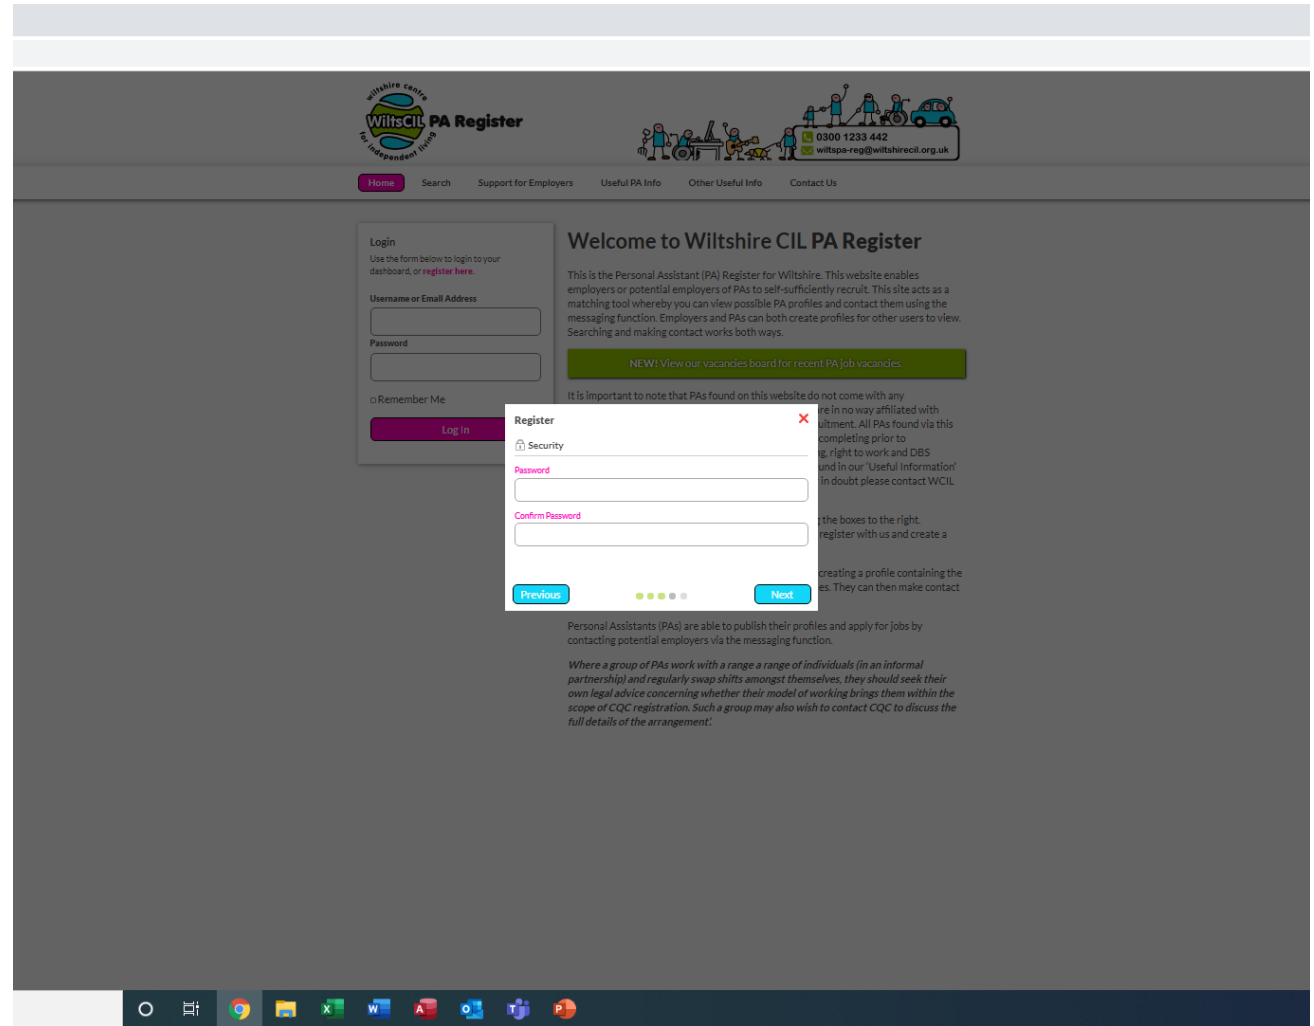 wiltshire centre
WiltsCIL PA Register
for independent living
0300 1233 442
wiltspa-reg@wiltshirecil.org.uk
Home Search Support for Employers Useful PA Info Other Useful Info Contact Us
Login
Use the form below to login to your
dashboard, or register here.
Username or Email Address
Password
Remember Me
Log In
Welcome to Wiltshire CIL PA Register
This is the Personal Assistant (PA) Register for Wiltshire. This website enables
employers or potential employers of PAs to self-sufficiently recruit. This site acts as a
matching tool whereby you can view possible PA profiles and contact them using the
messaging function. Employers and PAs can both create profiles for other users to view.
Searching and making contact works both ways.
NEW! View our vacancies board for recent PA job vacancies.
It is important to note that PAs found on this website do not come with any
re in no way affiliated with
uitment. All PAs found via this
completing prior to
g, right to work and DBS
und in our 'Useful Information'
in doubt please contact WCIL
the boxes to the right.
register with us and create a
creating a profile containing the
es. They can then make contact
Register
Security
Password
Confirm Password
Previous
Next
Personal Assistants (PAs) are able to publish their profiles and apply for jobs by
contacting potential employers via the messaging function.
Where a group of PAs work with a range a range of individuals (in an informal
partnership) and regularly swap shifts amongst themselves, they should seek their
own legal advice concerning whether their model of working brings them within the
scope of CQC registration. Such a group may also wish to contact CQC to discuss the
full details of the arrangement'.